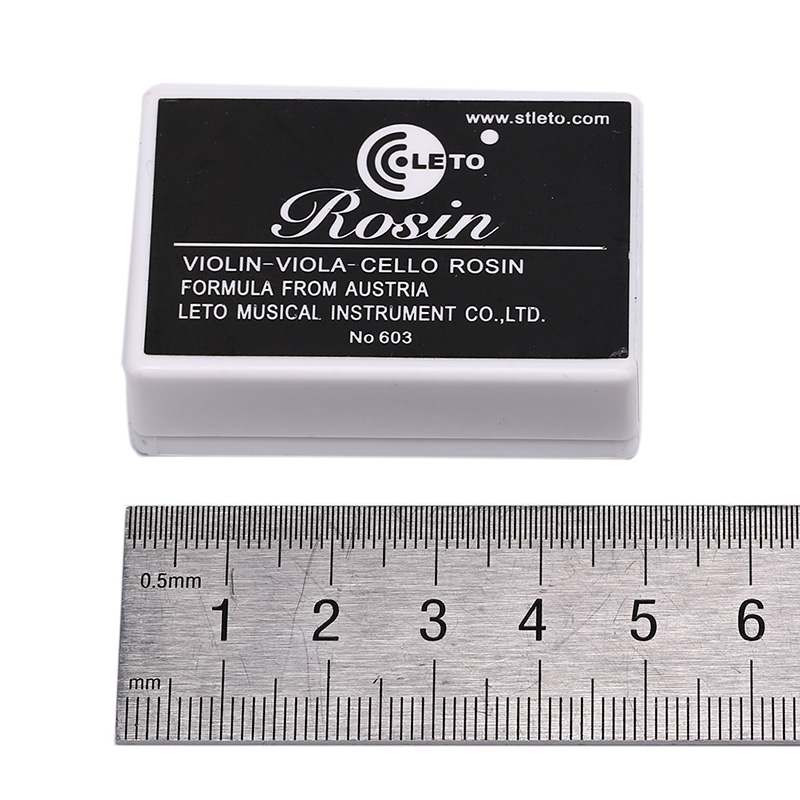 www.stleto.com
LETO
Rosin
VIOLIN-VIOLA-CELLO ROSIN
FORMULA FROM AUSTRIA
LETO MUSICAL INSTRUMENT CO.,LTD.
No 603
0.5mm
1 2 3 4 5 6
mm